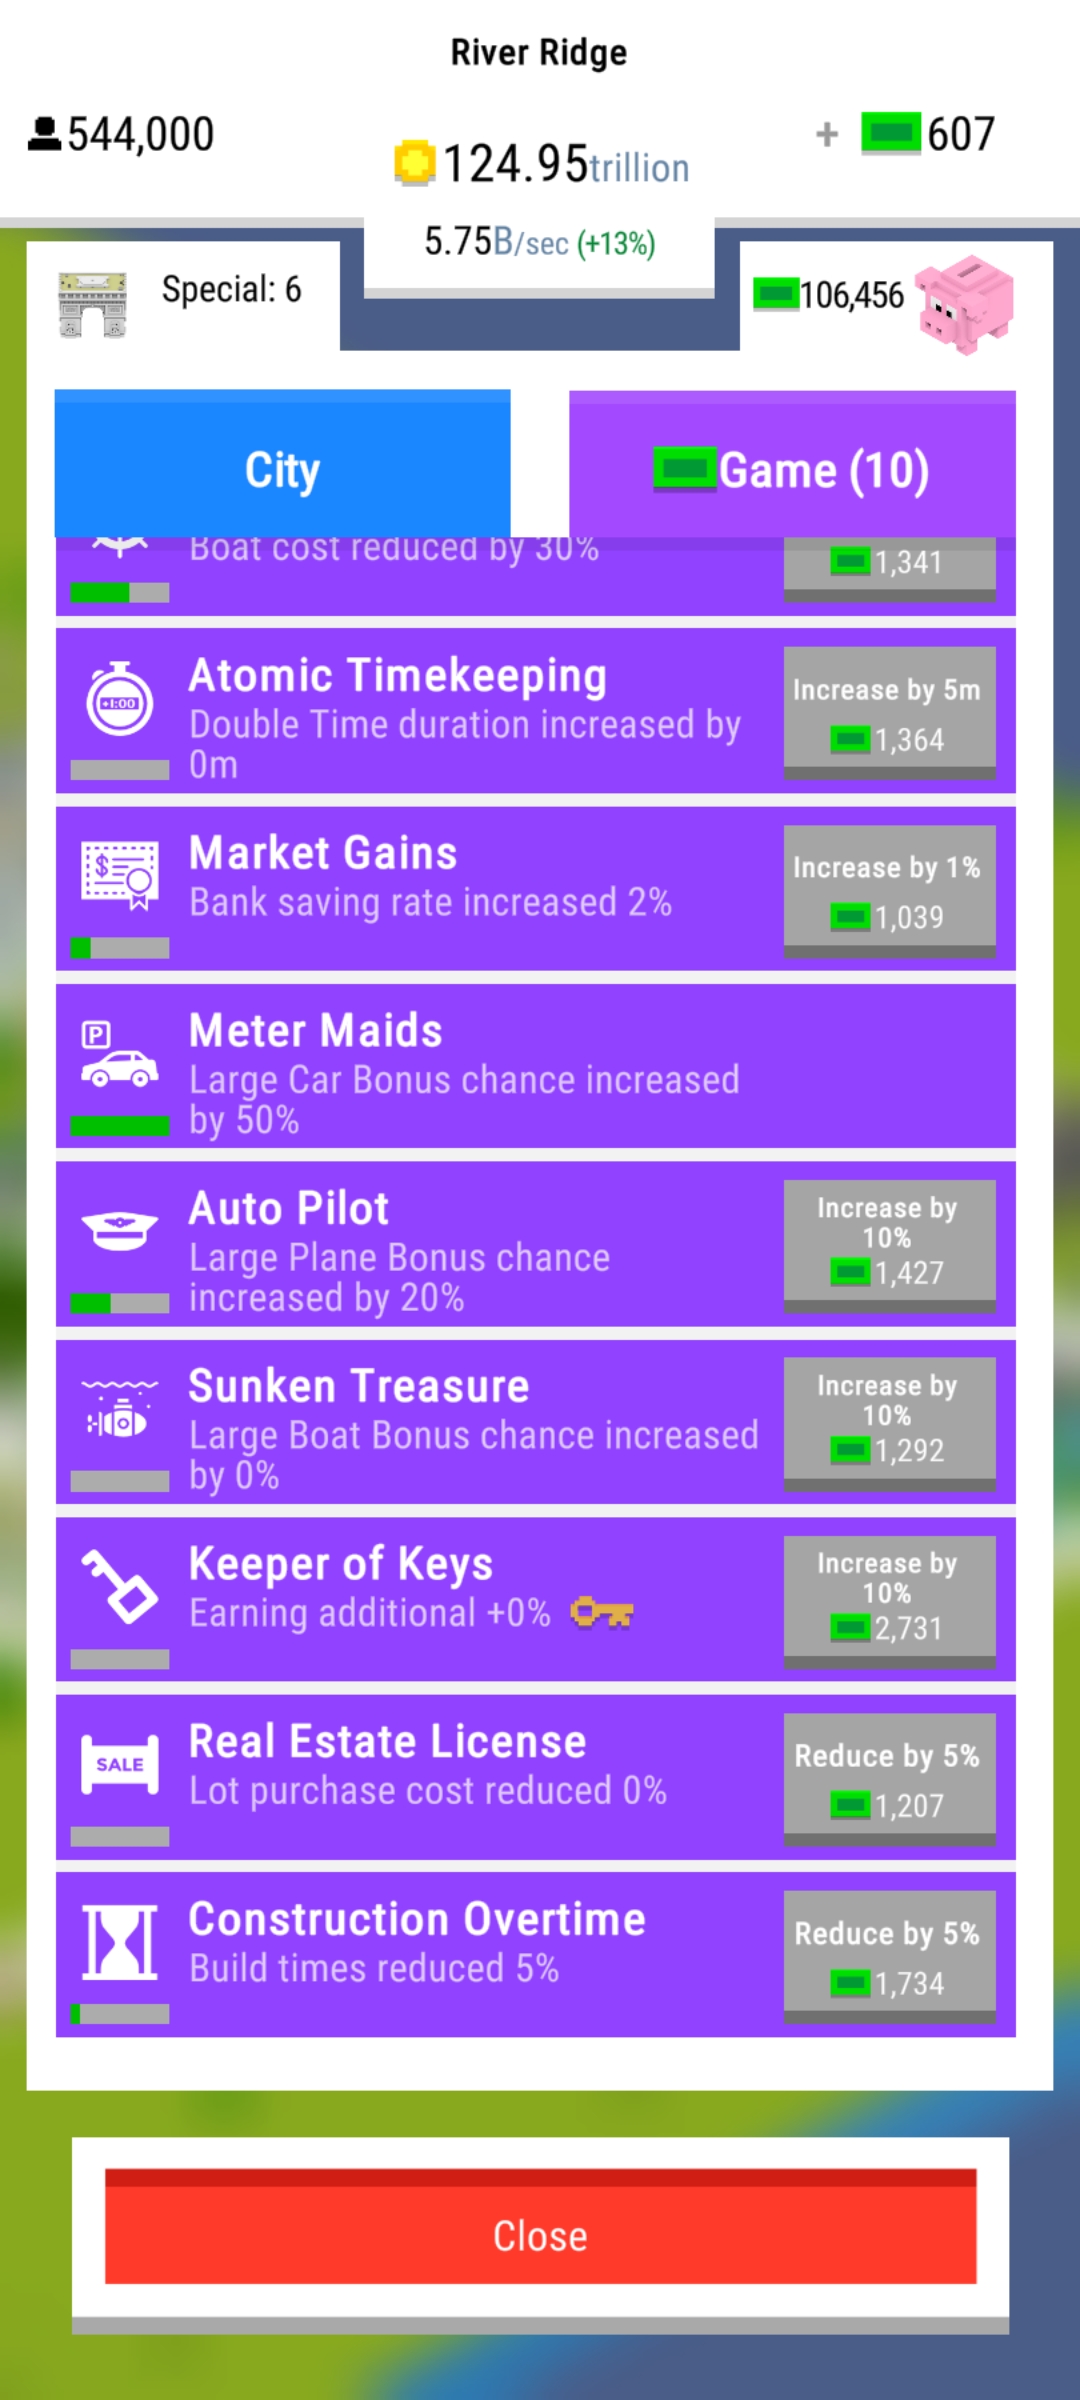 River Ridge
544,000
124.95trillion
+ 607
5.75B/sec (+13%)
Special: 6
106,456
City
Game (10)
Boat cost reduced by 30%
1,341
Atomic Timekeeping
Double Time duration increased by
0m
+1:00
Increase by 5m
1,364
Market Gains
Bank saving rate increased 2%
$
Increase by 1%
1,039
Meter Maids
Large Car Bonus chance increased
by 50%
P
Auto Pilot
Large Plane Bonus chance
increased by 20%
Increase by
10%
1,427
Sunken Treasure
Large Boat Bonus chance increased
by 0%
Increase by
10%
1,292
Keeper of Keys
Earning additional +0%
Increase by
10%
2,731
Real Estate License
Lot purchase cost reduced 0%
SALE
Reduce by 5%
1,207
Construction Overtime
Build times reduced 5%
Reduce by 5%
1,734
Close